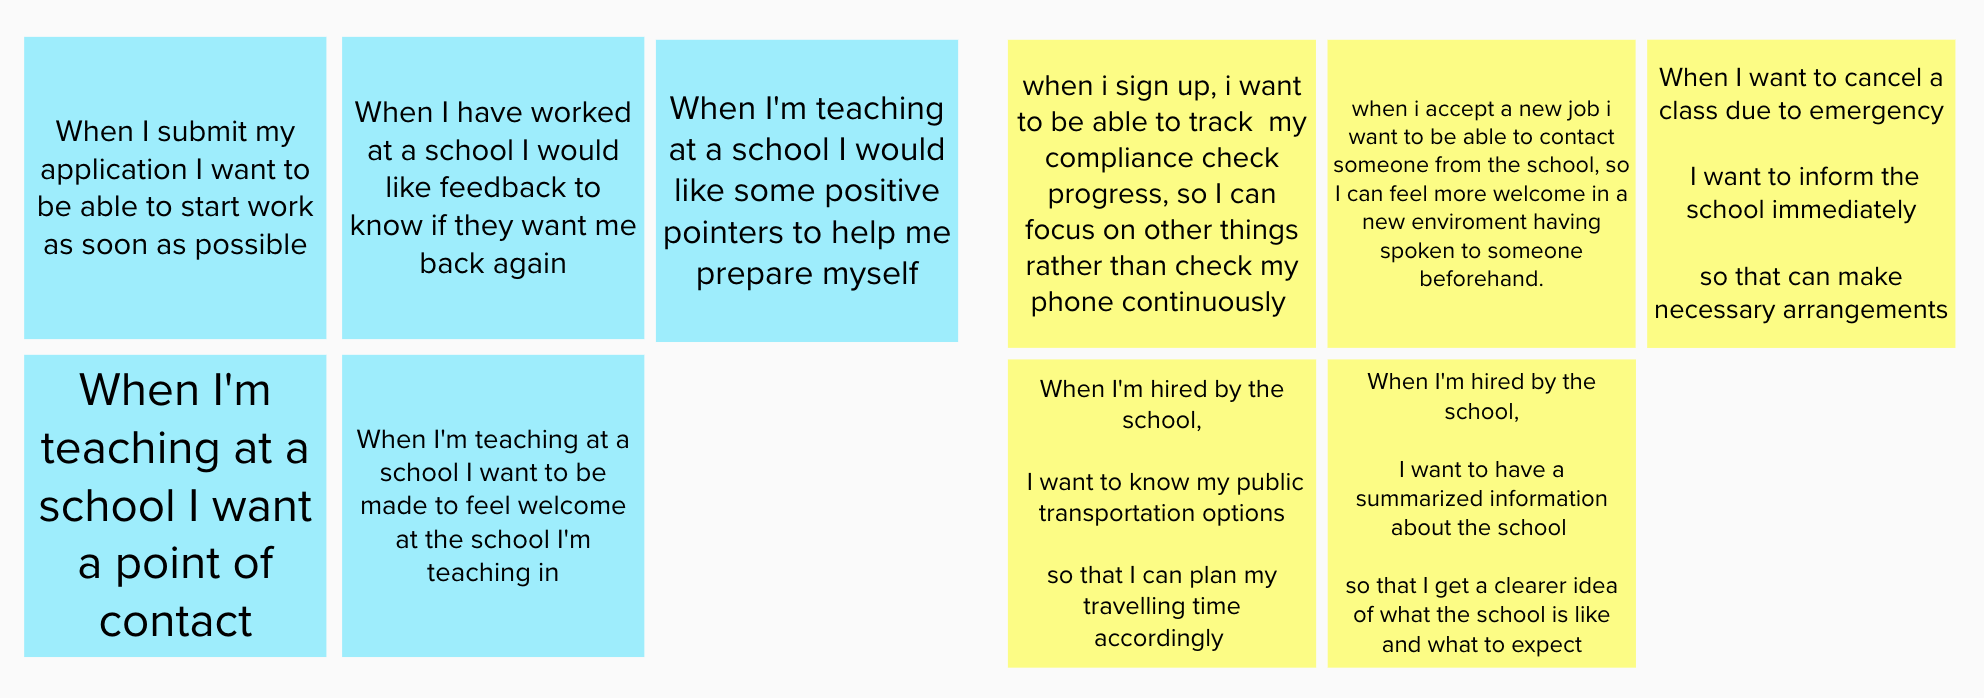 When I submit my
application I want to
be able to start work
as soon as possible
When I have worked
at a school I would
like feedback to
know if they want me
back again
When I'm teaching
at a school I would
like some positive
pointers to help me
prepare myself
When I'm
teaching at a
school I want
a point of
contact
When I'm teaching at a
school I want to be
made to feel welcome
at the school I'm
teaching in
when i sign up, i want
to be able to track  my
compliance check
progress, so I can
focus on other things
rather than check my
phone continuously
when i accept a new job i
want to be able to contact
someone from the school, so
I can feel more welcome in a
new enviroment having
spoken to someone
beforehand.
When I want to cancel a
class due to emergency
I want to inform the
school immediately
so that can make
necessary arrangements
When I'm hired by the
school,
I want to know my public
transportation options
so that I can plan my
travelling time
accordingly
When I'm hired by the
school,
I want to have a
summarized information
about the school
so that I get a clearer idea
of what the school is like
and what to expect